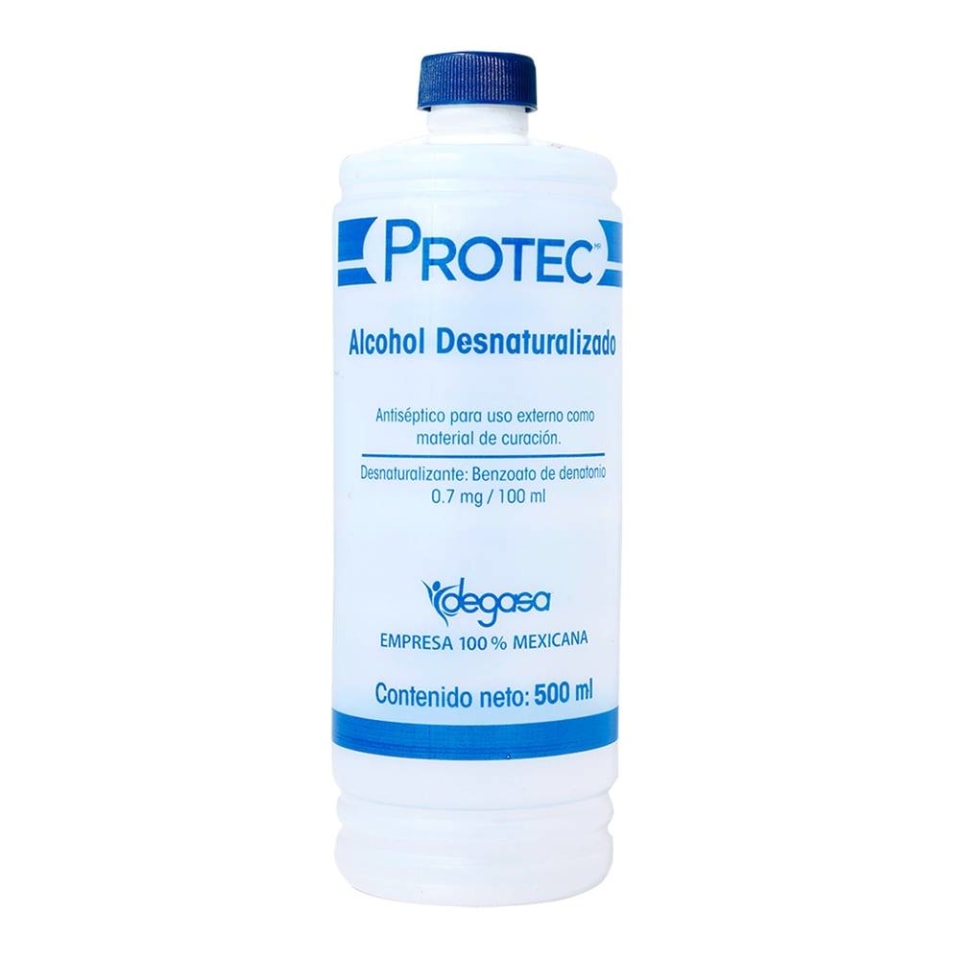 PROTEC MR
Alcohol Desnaturalizado
Antiséptico para uso externo como
material de curación.
Desnaturalizante: Benzoato de denatonio
0.7 mg / 100 ml
degasa
EMPRESA 100% MEXICANA
Contenido neto: 500 ml